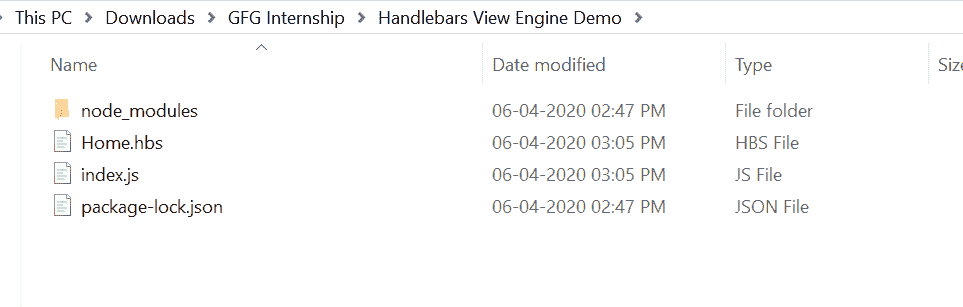 This PC > Downloads > GFG Internship > Handlebars View Engine Demo >
Name Date modified Type Size
node_modules 06-04-2020 02:47 PM File folder
Home.hbs 06-04-2020 03:05 PM HBS File
index.js 06-04-2020 03:05 PM JS File
package-lock.json 06-04-2020 02:47 PM JSON File